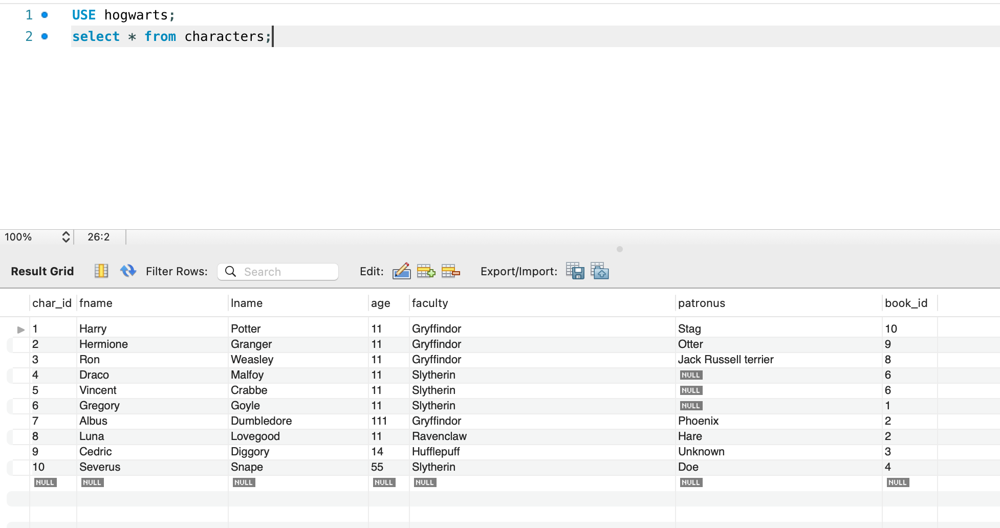 1 USE hogwarts;
2 select * from characters;
100% 26:2
Result Grid Filter Rows: Search Edit: Export/Import:
char_id fname lname age faculty patronus book_id
1 Harry Potter 11 Gryffindor Stag 10
2 Hermione Granger 11 Gryffindor Otter 9
3 Ron Weasley 11 Gryffindor Jack Russell terrier 8
4 Draco Malfoy 11 Slytherin NULL 6
5 Vincent Crabbe 11 Slytherin NULL 6
6 Gregory Goyle 11 Slytherin NULL 1
7 Albus Dumbledore 111 Gryffindor Phoenix 2
8 Luna Lovegood 11 Ravenclaw Hare 2
9 Cedric Diggory 14 Hufflepuff Unknown 3
10 Severus Snape 55 Slytherin Doe 4
NULL NULL NULL NULL NULL NULL NULL